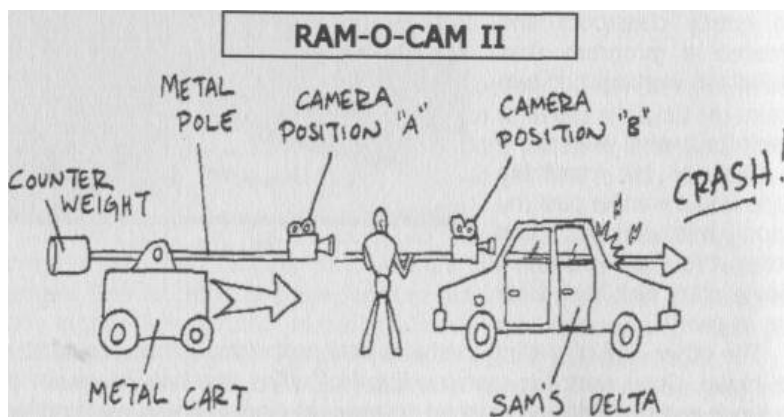 RAM-O-CAM II
METAL
POLE
CAMERA
POSITION "A"
CAMERA
POSITION "B"
COUNTER
WEIGHT
CRASH.
METAL CART
SAM'S DELTA